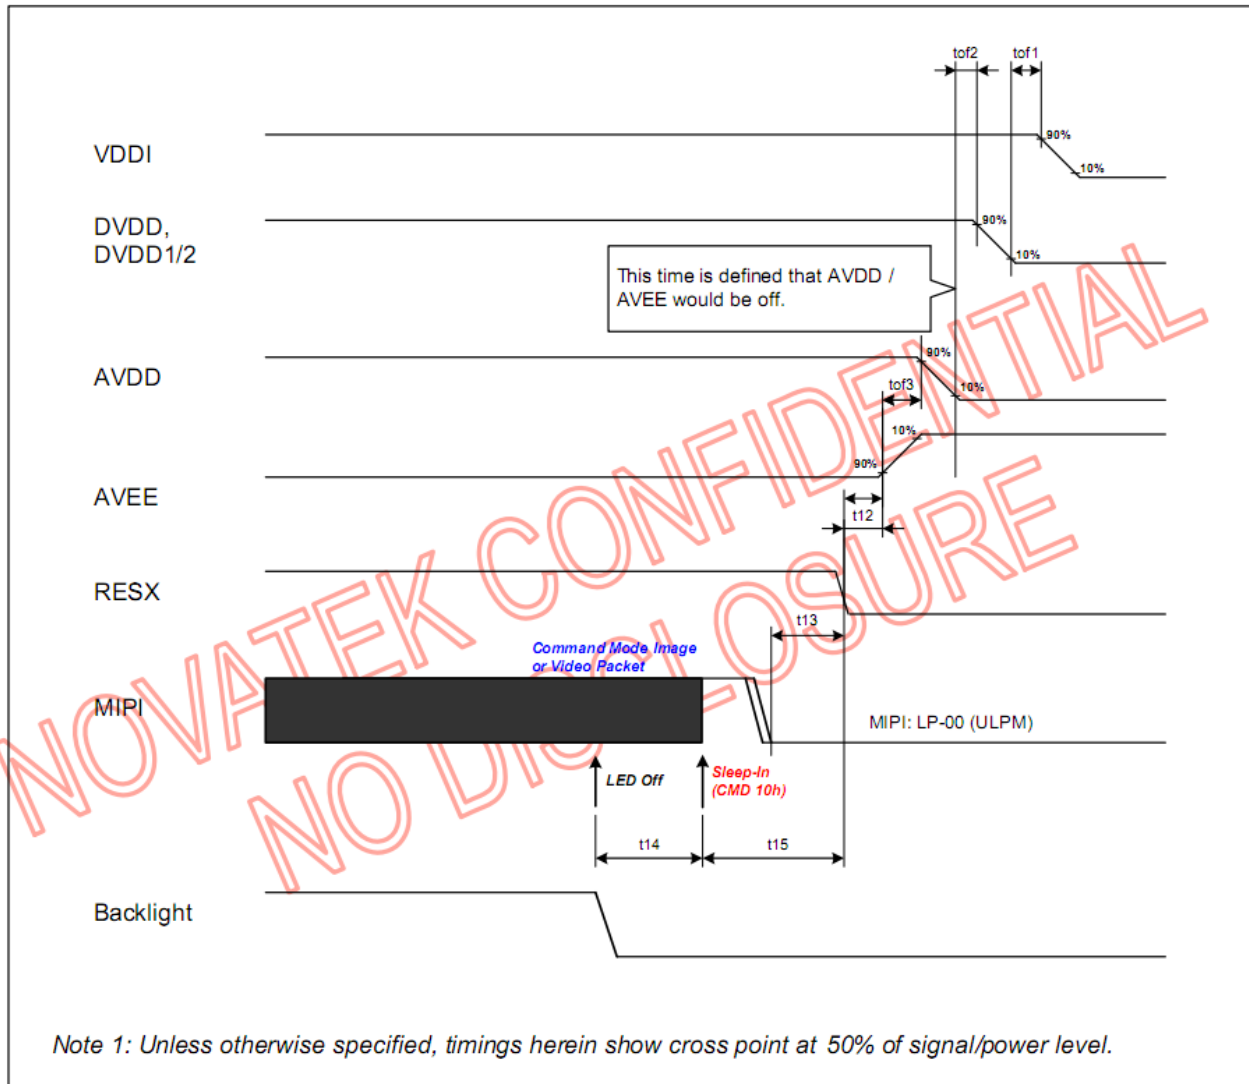 tof2
tof1
VDDI
90%
10%
DVDD,
DVDD1/2
90%
10%
This time is defined that AVDD /
AVEE would be off.
AVDD
90%
10%
tof3
10%
90%
AVEE
t12
RESX
t13
Command Mode Image
or Video Packet
MIPI
MIPI: LP-00 (ULPM)
LED Off
Sleep-In
(CMD 10h)
t14
t15
Backlight
NOVATEK CONFIDENTIAL
NO DISCLOSURE
Note 1: Unless otherwise specified, timings herein show cross point at 50% of signal/power level.